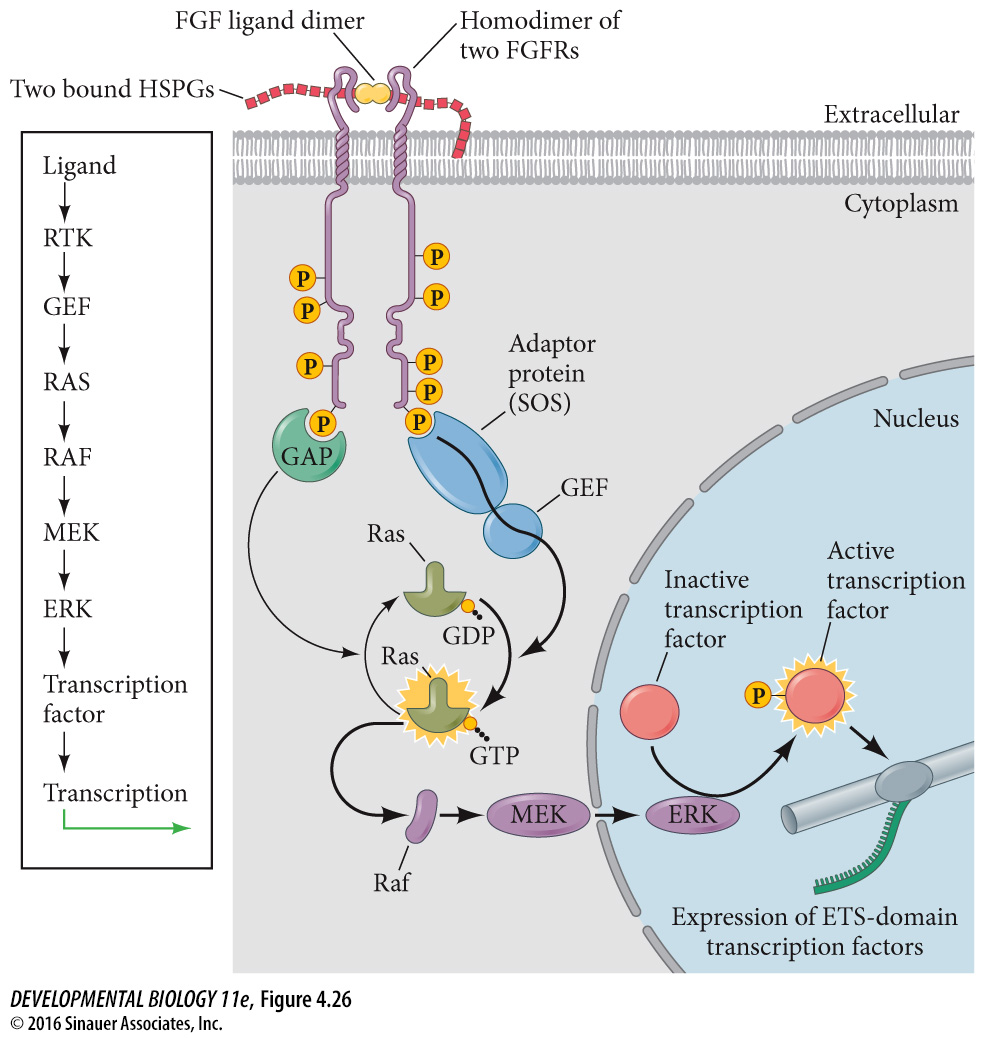 FGF ligand dimer
Homodimer of
two FGFRs
Two bound HSPGs
Extracellular
Cytoplasm
Ligand
RTK
GEF
RAS
RAF
MEK
ERK
Transcription
factor
Transcription
P
P
P
P
P
P
P
P
P
GAP
Adaptor
protein
(SOS)
GEF
Nucleus
Ras
GDP
Ras
GTP
Inactive
transcription
factor
Active
transcription
factor
P
Raf
MEK
ERK
Expression of ETS-domain
transcription factors
DEVELOPMENTAL BIOLOGY 11e, Figure 4.26
© 2016 Sinauer Associates, Inc.